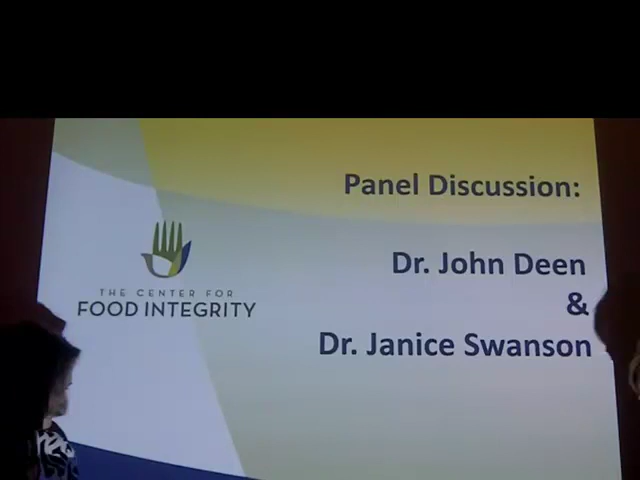 Panel Discussion:
Dr. John Deen
&
Dr. Janice Swanson
THE CENTER FOR
FOOD INTEGRITY